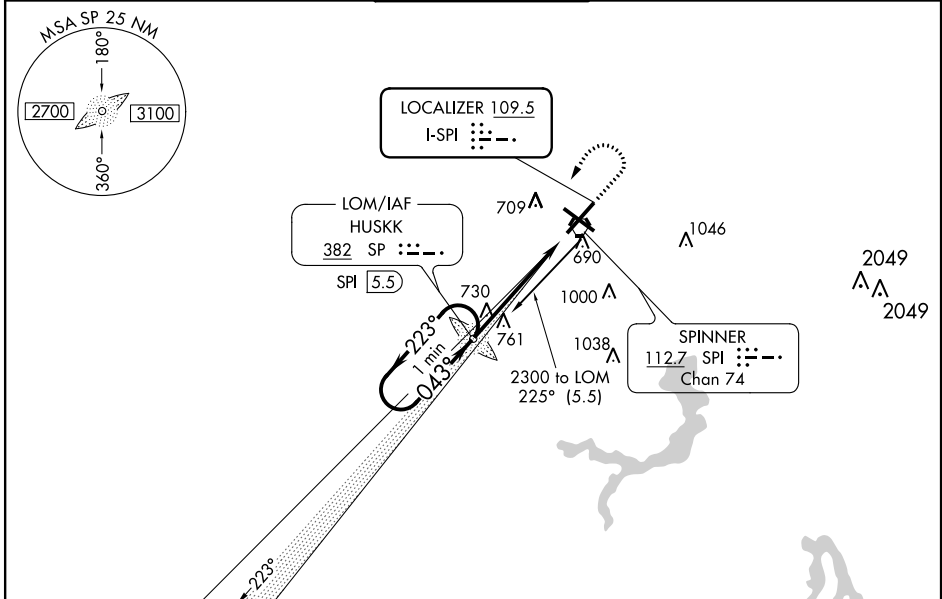 MSA SP 25 NM
180°
2700
3100
360°
LOCALIZER 109.5
I-SPI
LOM/IAF
HUSKK
382 SP
SPI 5.5
709
1046
690
2049
2049
730
1000
761
1038
223°
1 min
043°
2300 to LOM
225° (5.5)
SPINNER
112.7 SPI
Chan 74
223°